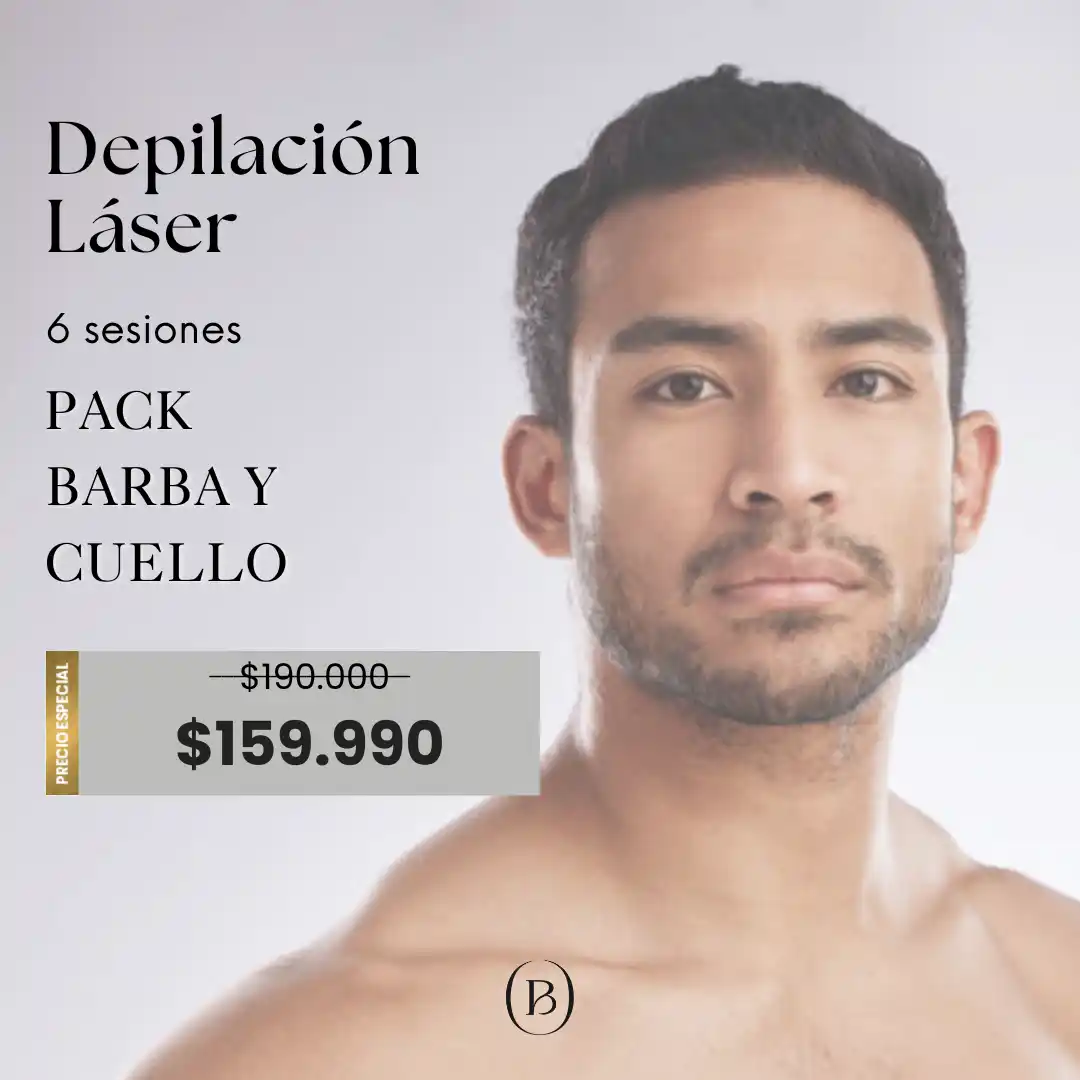 Depilación
Láser
6 sesiones
PACK
BARBA Y
CUELLO
PRECIO ESPECIAL
$190.000
$159.990
B